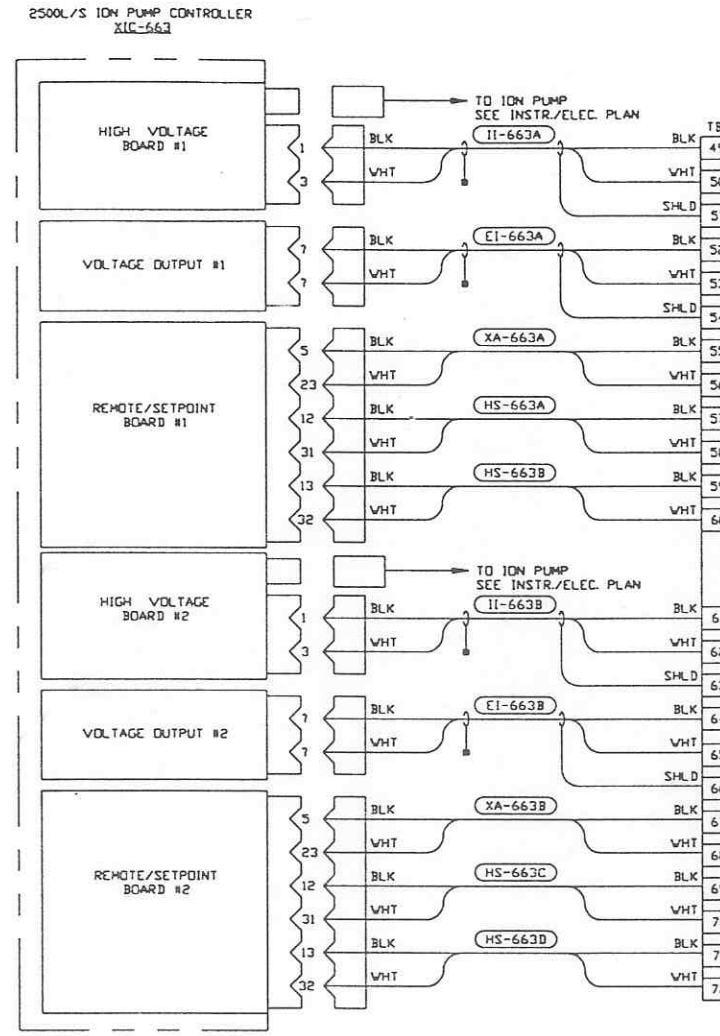 2500L/S ION PUMP CONTROLLER
XIC-663
HIGH VOLTAGE
BOARD #1
TO ION PUMP
SEE INSTR./ELEC. PLAN
1 BLK II-663A BLK
3 WHT WHT
SHLD
VOLTAGE OUTPUT #1
? BLK EI-663A BLK
? WHT WHT
SHLD
REMOTE/SETPOINT
BOARD #1
5 BLK XA-663A BLK
23 WHT WHT
12 BLK HS-663A BLK
31 WHT WHT
13 BLK HS-663B BLK
32 WHT WHT
HIGH VOLTAGE
BOARD #2
TO ION PUMP
SEE INSTR./ELEC. PLAN
1 BLK II-663B BLK
3 WHT WHT
SHLD
VOLTAGE OUTPUT #2
? BLK EI-663B BLK
? WHT WHT
SHLD
REMOTE/SETPOINT
BOARD #2
5 BLK XA-663B BLK
23 WHT WHT
12 BLK HS-663C BLK
31 WHT WHT
13 BLK HS-663D BLK
32 WHT WHT